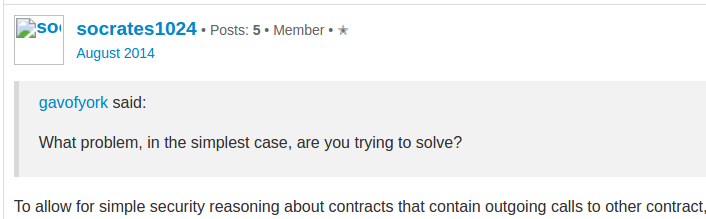 soc socrates1024 • Posts: 5 • Member • ✭
August 2014
gavofyork said:
What problem, in the simplest case, are you trying to solve?
To allow for simple security reasoning about contracts that contain outgoing calls to other contract,